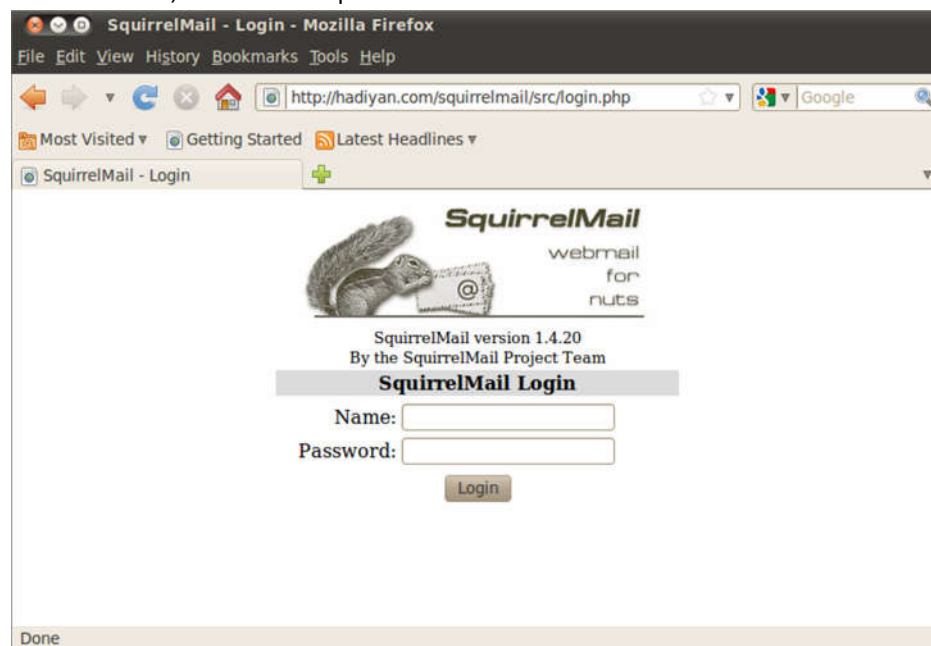 SquirrelMail - Login - Mozilla Firefox
File Edit View History Bookmarks Tools Help
http://hadiyan.com/squirrelmail/src/login.php
Google
Most Visited
Getting Started
Latest Headlines
SquirrelMail - Login
SquirrelMail
webmail
for
nuts
@
SquirrelMail version 1.4.20
By the SquirrelMail Project Team
SquirrelMail Login
Name:
Password:
Login
Done